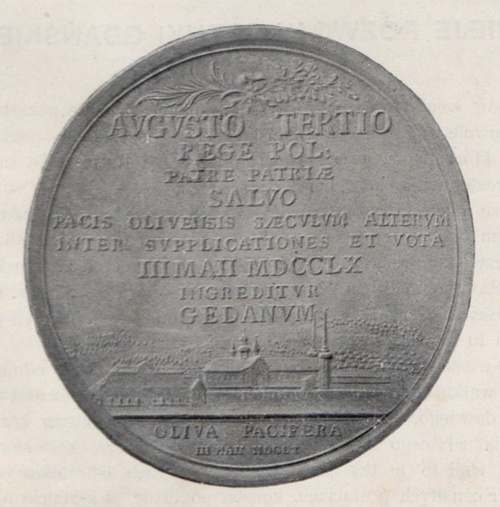 AVGVSTO TERTIO
REGE POL:
PATRE PATRIÆ
SALVO
PACIS OLIVENSIS SÆCVLVM ALTERVM
INTER SVPPLICATIONES ET VOTA
III MAII MDCCLX
INGREDITVR
GEDANVM
OLIVA PACIFERA
III MAII